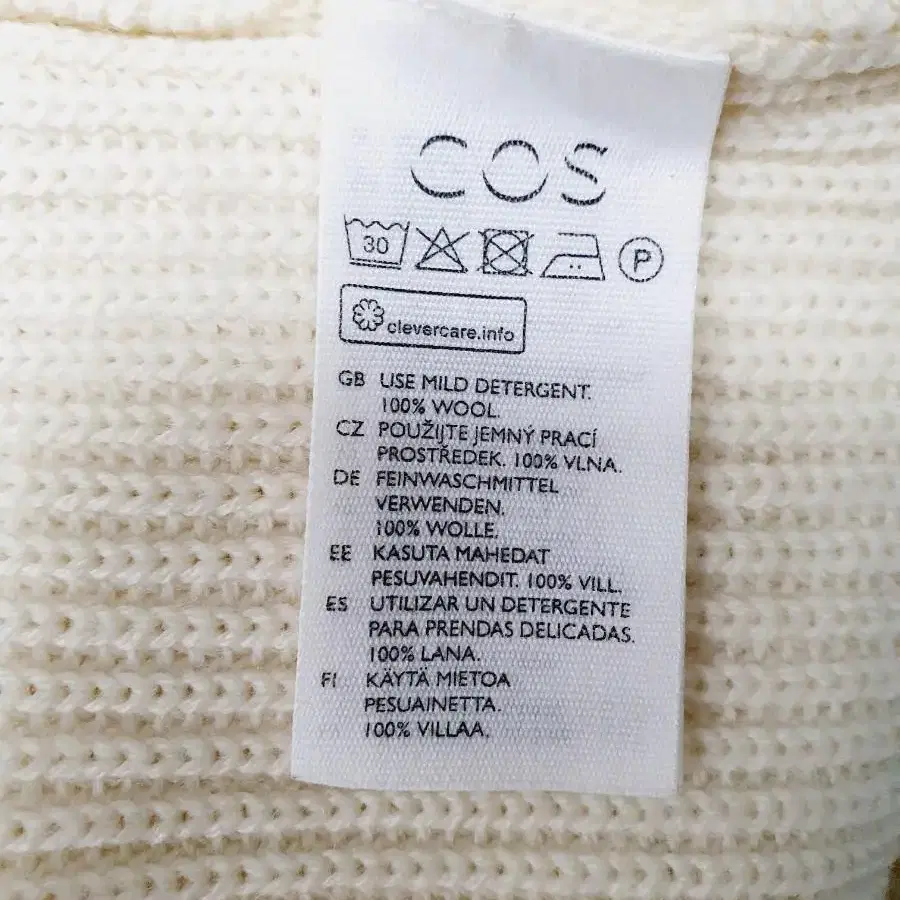 COS
30 P
clevercare.info
GB USE MILD DETERGENT.
100% WOOL.
CZ POUŽIJTE JEMNÝ PRACÍ
PROSTŘEDEK. 100% VLNA.
DE FEINWASCHMITTEL
VERWENDEN.
100% WOLLE.
EE KASUTA MAHEDAT
PESUVAHENDIT. 100% VILL.
ES UTILIZAR UN DETERGENTE
PARA PRENDAS DELICADAS.
100% LANA.
FI KÄYTÄ MIETOA
PESUAINETTA.
100% VILLAA.